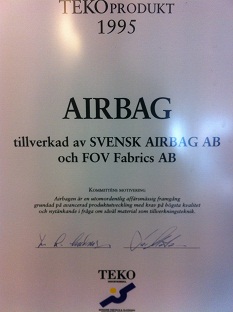 TEKOPRODUKT
1995
AIRBAG
tillverkad av SVENSK AIRBAG AB
och FOV Fabrics AB
KOMMITTÉNS MOTIVERING:
Airbagen är en utomordentlig affärsmässig framgång
grundad på avancerad produktutveckling med krav på högsta kvalitet
och nytänkande i fråga om såväl material som tillverkningsteknik.
TEKO